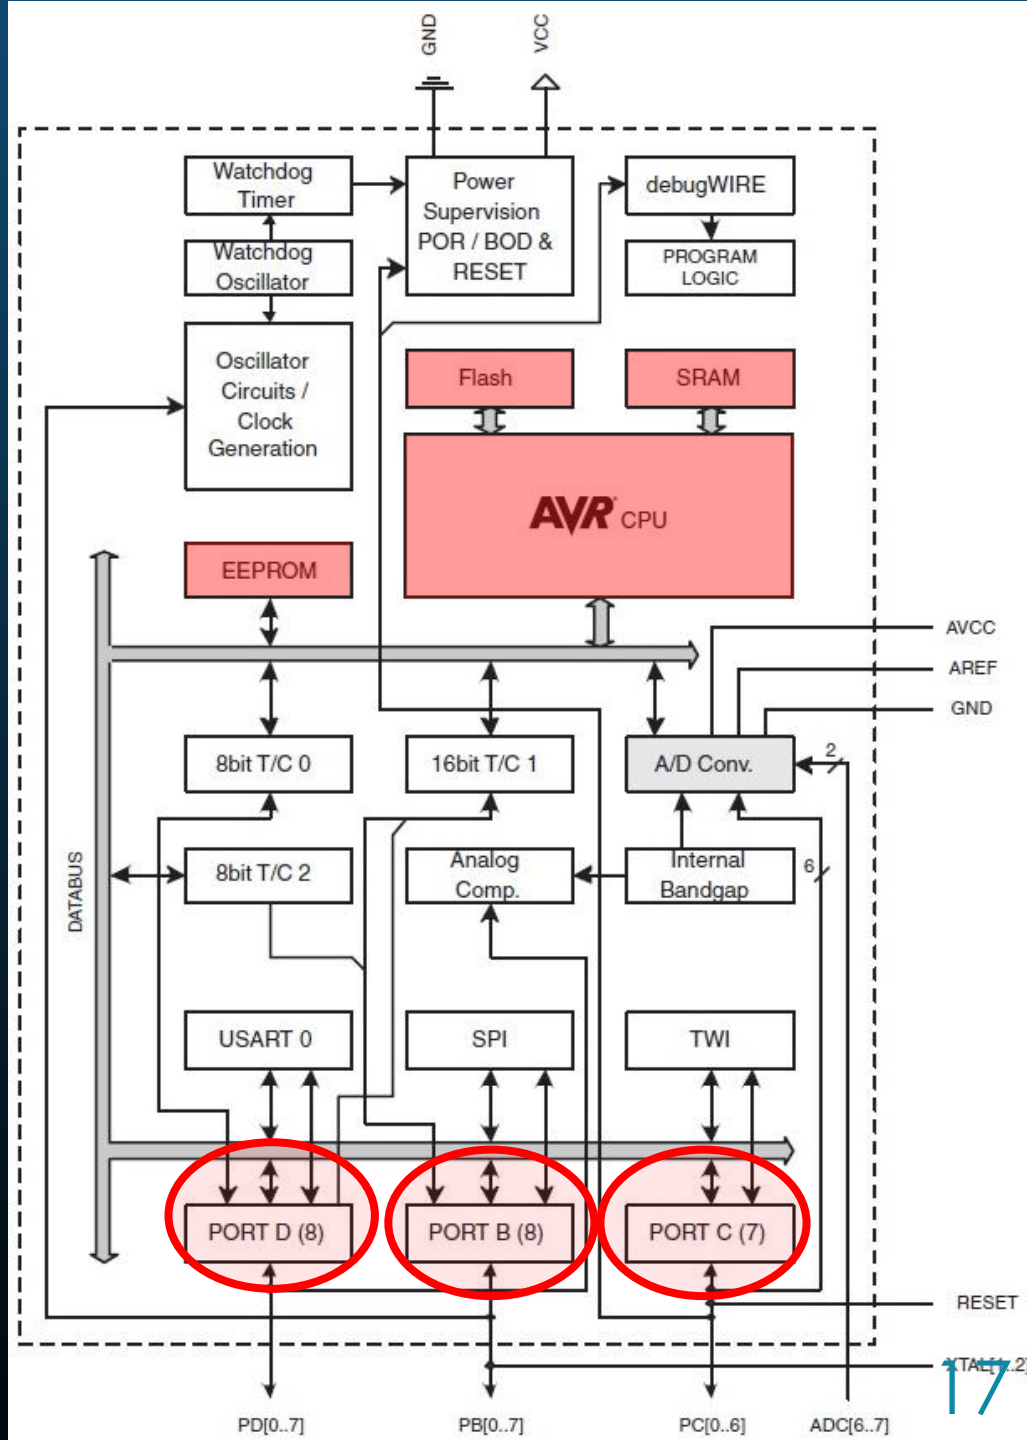 GND
VCC
Watchdog
Timer
Power
Supervision
POR / BOD &
RESET
debugWIRE
Watchdog
Oscillator
PROGRAM
LOGIC
Oscillator
Circuits /
Clock
Generation
Flash
SRAM
AVR CPU
EEPROM
AVCC
AREF
GND
8bit T/C 0
16bit T/C 1
A/D Conv.
2
DATABUS
8bit T/C 2
Analog
Comp.
Internal
Bandgap
6
USART 0
SPI
TWI
PORT D (8)
PORT B (8)
PORT C (7)
RESET
XTAL[1..2]
17
PD[0..7]
PB[0..7]
PC[0..6]
ADC[6..7]